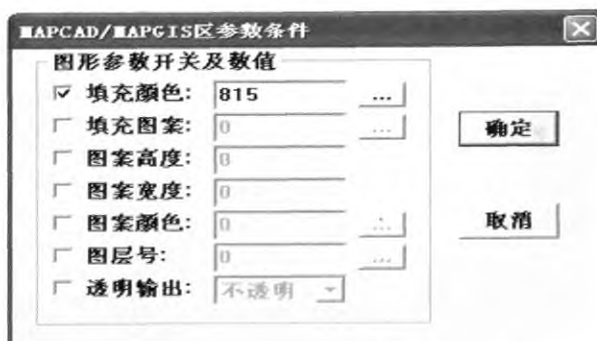 MAPCAD/MAPGIS区参数条件
图形参数开关及数值
填充颜色: 815 ...
填充图案: 0 ...
确定
图案高度: 0
图案宽度: 0
图案颜色: 0 ...
取消
图层号: 0 ...
透明输出: 不透明